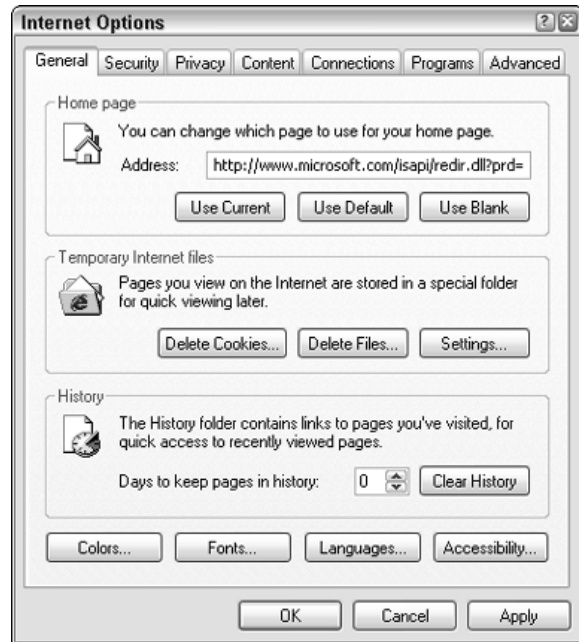 Internet Options
General Security Privacy Content Connections Programs Advanced
Home page
You can change which page to use for your home page.
Address: http://www.microsoft.com/isapi/redir.dll?prd=
Use Current Use Default Use Blank
Temporary Internet files
Pages you view on the Internet are stored in a special folder
for quick viewing later.
Delete Cookies... Delete Files... Settings...
History
The History folder contains links to pages you've visited, for
quick access to recently viewed pages.
Days to keep pages in history: 0 Clear History
Colors... Fonts... Languages... Accessibility...
OK Cancel Apply